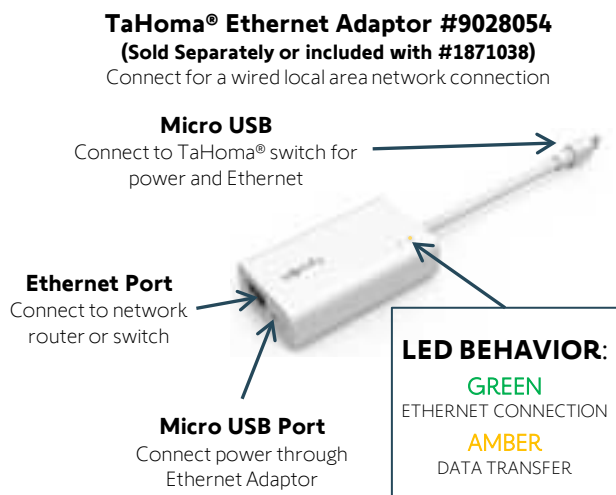 TaHoma® Ethernet Adaptor #9028054
(Sold Separately or included with #1871038)
Connect for a wired local area network connection
Micro USB
Connect to TaHoma® switch for
power and Ethernet
Ethernet Port
Connect to network
router or switch
Micro USB Port
Connect power through
Ethernet Adaptor
LED BEHAVIOR:
GREEN
ETHERNET CONNECTION
AMBER
DATA TRANSFER